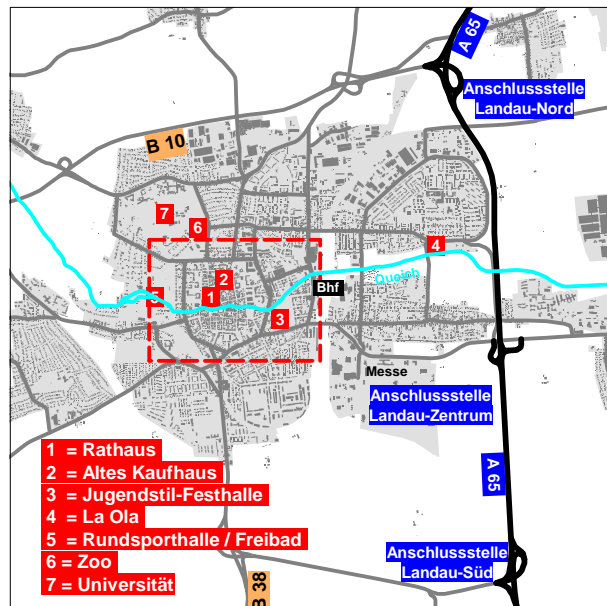 A 65
Anschlussstelle
Landau-Nord
B 10
7
6
4
2
1
Queich
Bhf
3
Messe
Anschlussstelle
Landau-Zentrum
1 = Rathaus
2 = Altes Kaufhaus
3 = Jugendstil-Festhalle
4 = La Ola
5 = Rundsporthalle / Freibad
6 = Zoo
7 = Universität
A 65
Anschlussstelle
Landau-Süd
B 38